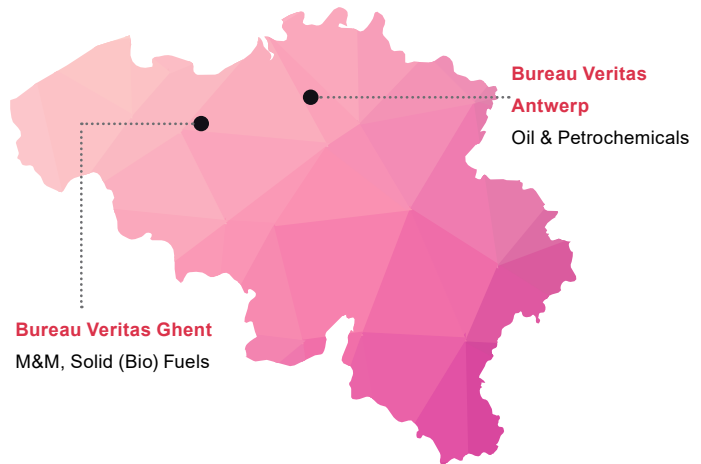 Bureau Veritas
Antwerp
Oil & Petrochemicals
Bureau Veritas Ghent
M&M, Solid (Bio) Fuels